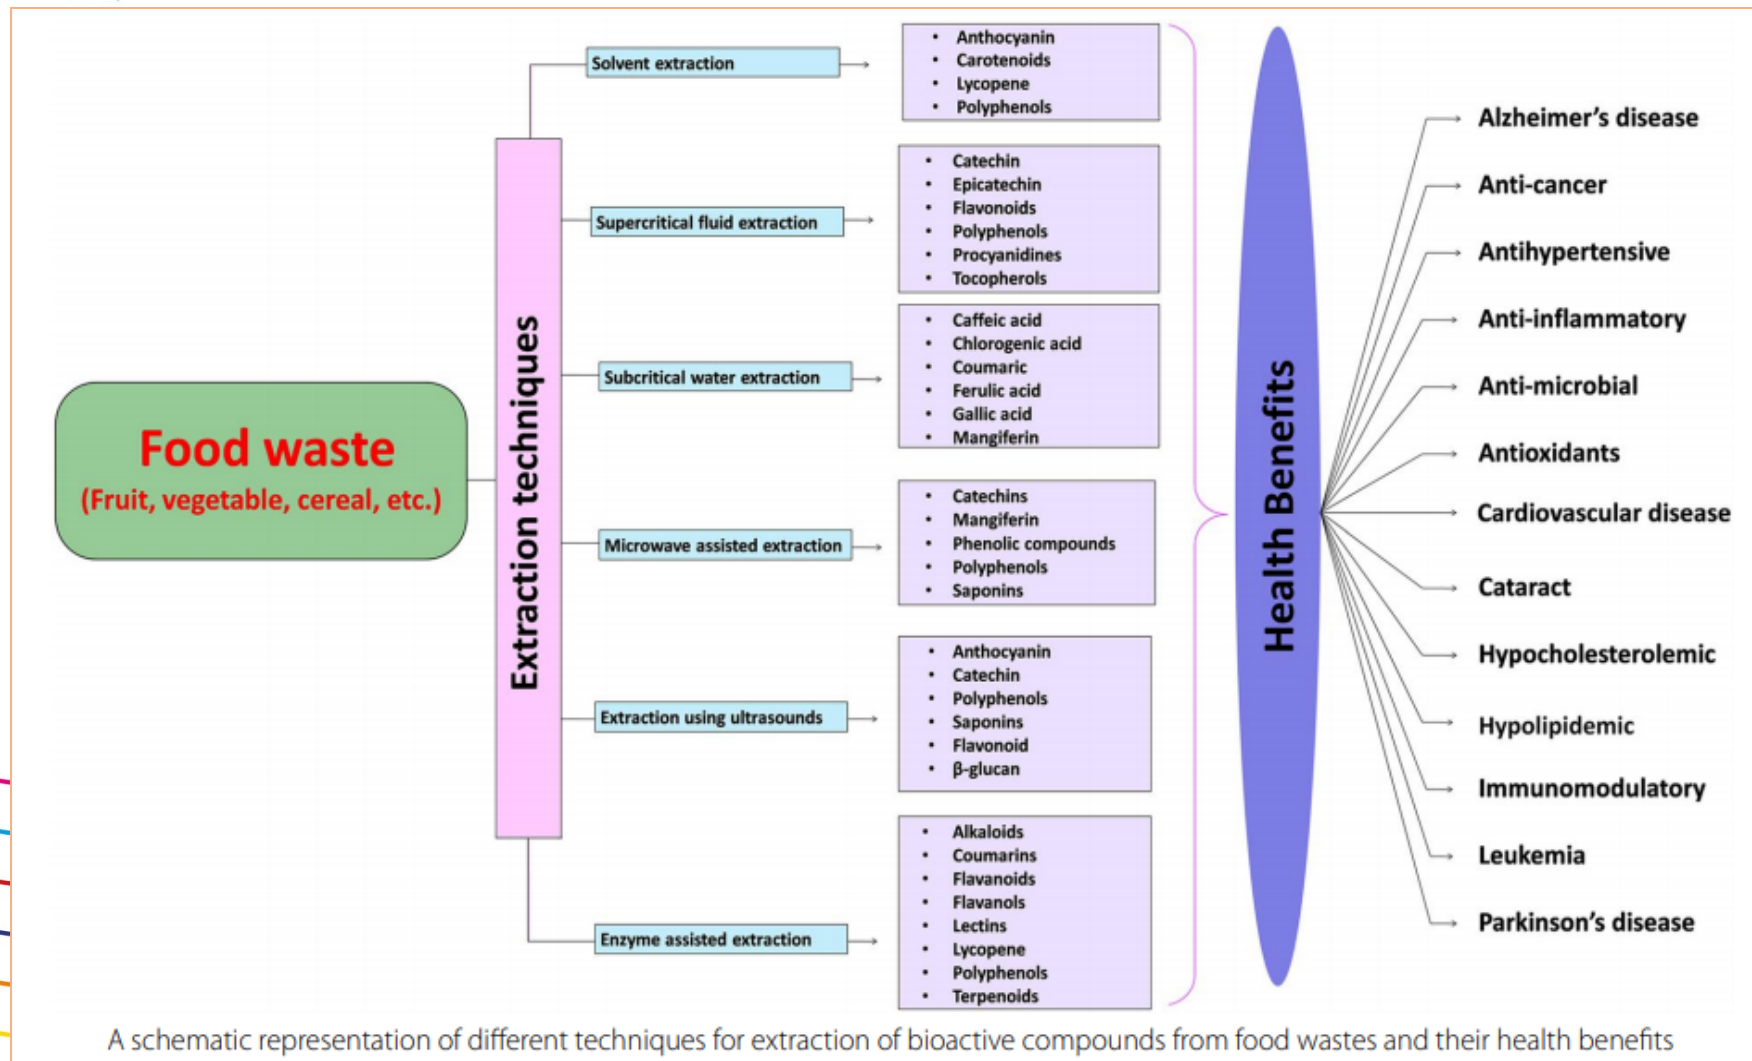 Food waste
(Fruit, vegetable, cereal, etc.)
Extraction techniques
Solvent extraction
• Anthocyanin
• Carotenoids
• Lycopene
• Polyphenols
Supercritical fluid extraction
• Catechin
• Epicatechin
• Flavonoids
• Polyphenols
• Procyanidines
• Tocopherols
Subcritical water extraction
• Caffeic acid
• Chlorogenic acid
• Coumaric
• Ferulic acid
• Gallic acid
• Mangiferin
Microwave assisted extraction
• Catechins
• Mangiferin
• Phenolic compounds
• Polyphenols
• Saponins
Extraction using ultrasounds
• Anthocyanin
• Catechin
• Polyphenols
• Saponins
• Flavonoid
• β-glucan
Enzyme assisted extraction
• Alkaloids
• Coumarins
• Flavanoids
• Flavanols
• Lectins
• Lycopene
• Polyphenols
• Terpenoids
Health Benefits
Alzheimer's disease
Anti-cancer
Antihypertensive
Anti-inflammatory
Anti-microbial
Antioxidants
Cardiovascular disease
Cataract
Hypocholesterolemic
Hypolipidemic
Immunomodulatory
Leukemia
Parkinson's disease
A schematic representation of different techniques for extraction of bioactive compounds from food wastes and their health benefits